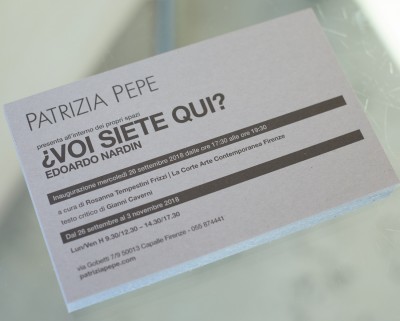 PATRIZIA PEPE
presenta all'interno dei propri spazi
¿VOI SIETE QUI?
EDOARDO NARDIN
Inaugurazione mercoledì 26 settembre 2018 dalle ore 17:30 alle ore 19:30
a cura di Rosanna Tempestini Frizzi | La Corte Arte Contemporanea Firenze
testo critico di Gianni Caverni
Dal 26 settembre al 3 novembre 2018
Lun/Ven H 9.30/12.30 – 14.30/17.30
via Gobetti 7/9 50013 Capalle Firenze - 055 874441
patriziapepe.com